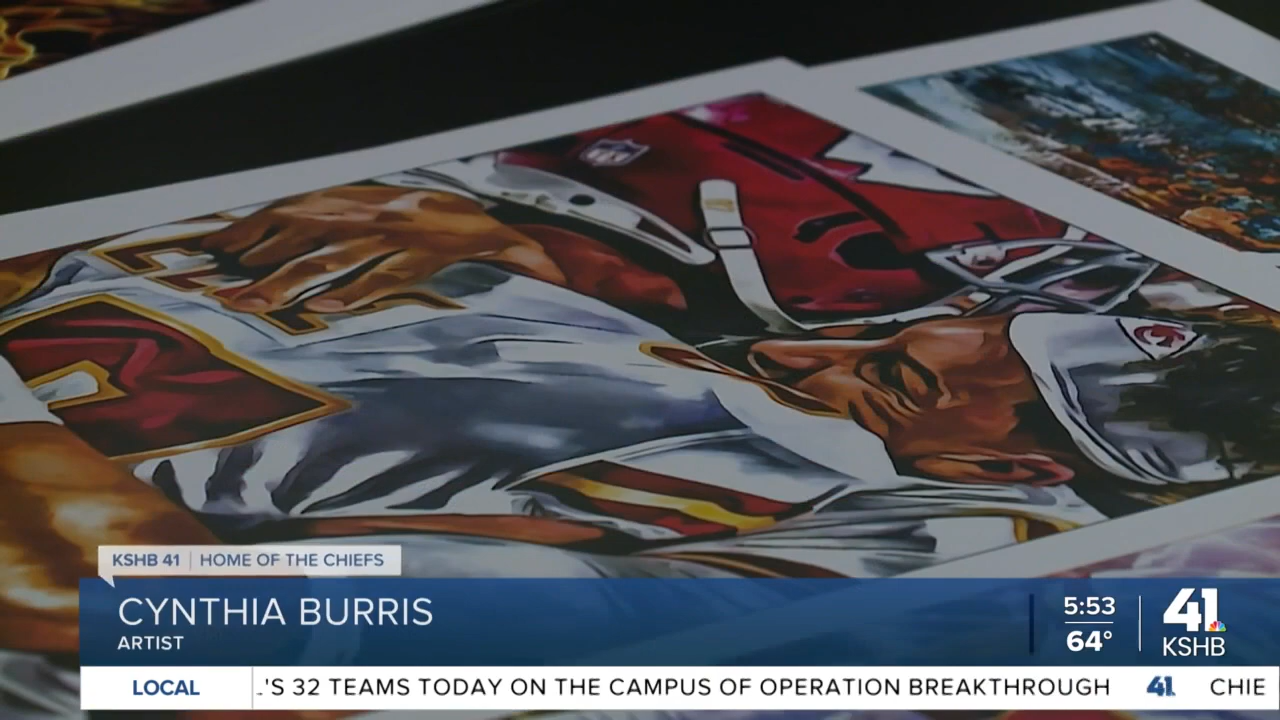 NFL
KSHB 41 | HOME OF THE CHIEFS
CYNTHIA BURRIS
ARTIST
5:53
64°
41
KSHB
LOCAL
.'S 32 TEAMS TODAY ON THE CAMPUS OF OPERATION BREAKTHROUGH 41 CHIE